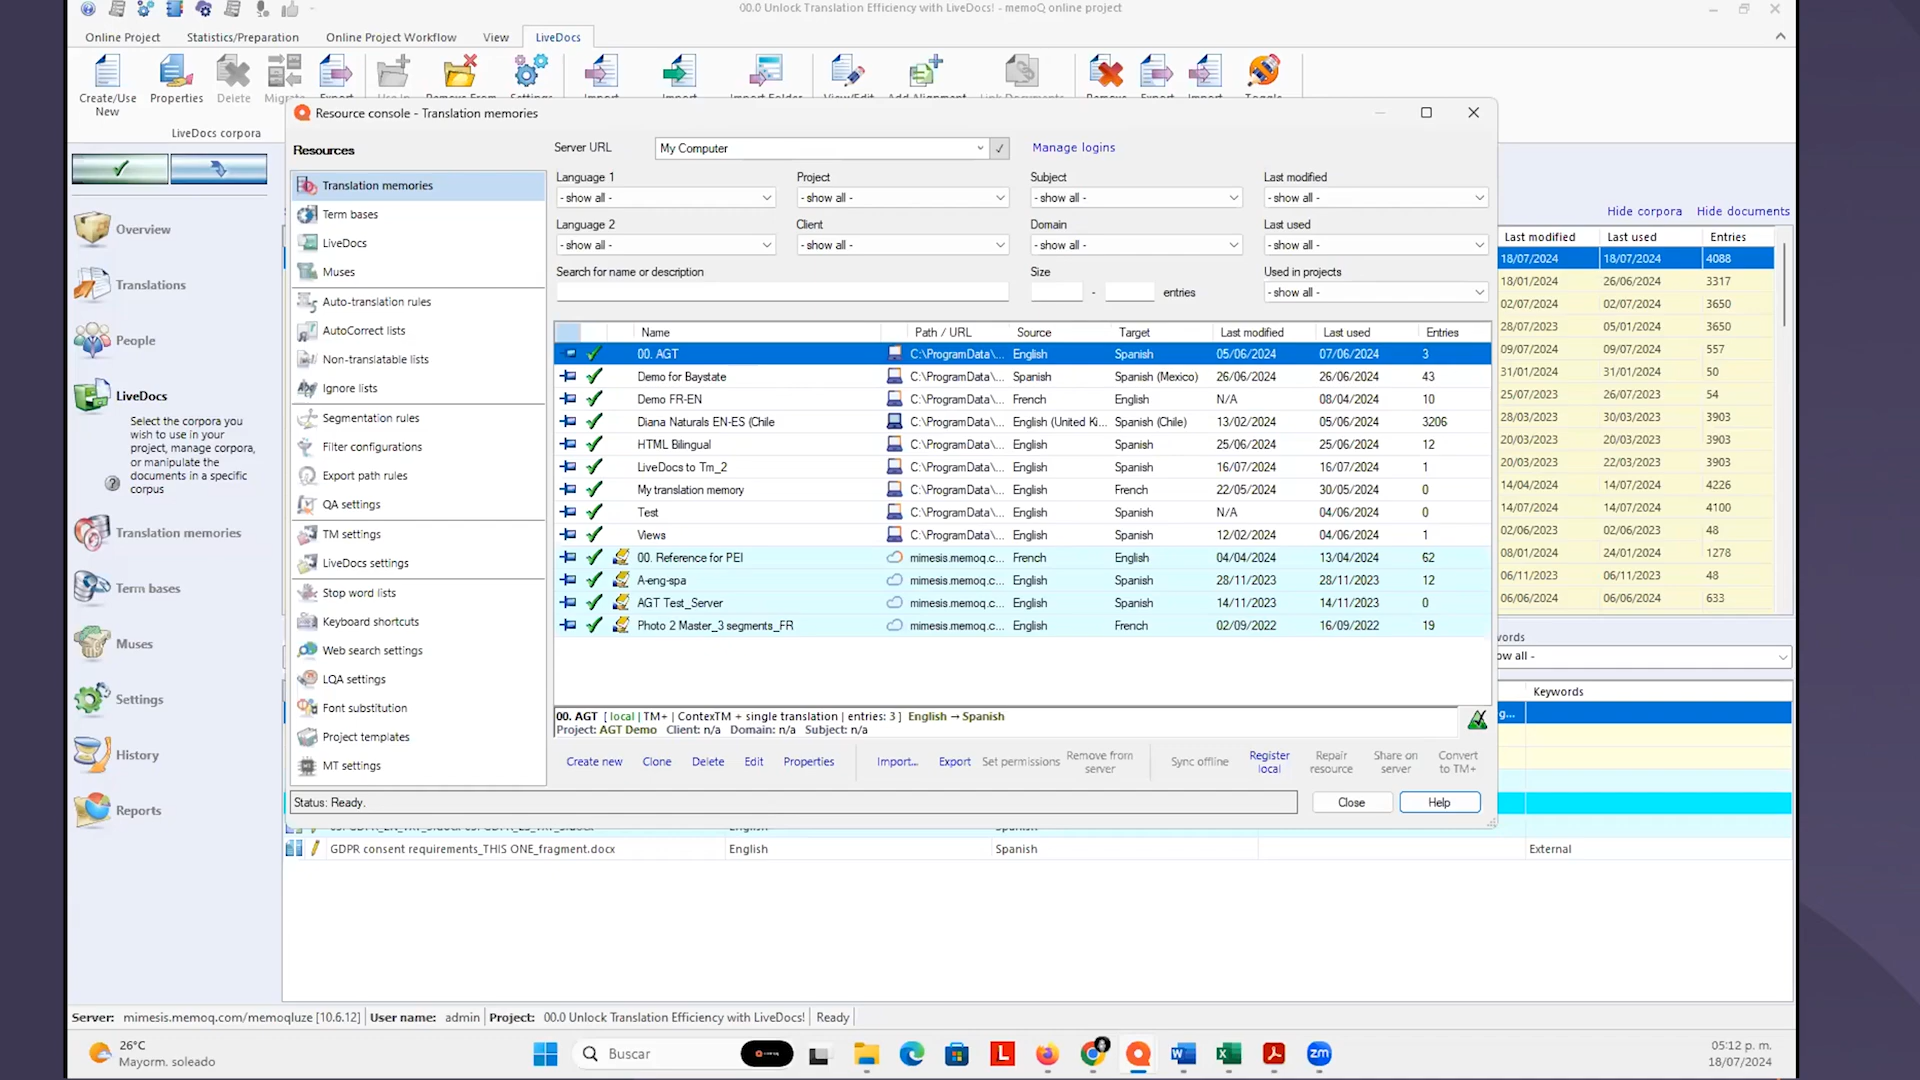 00.0 Unlock Translation Efficiency with LiveDocs! - memoQ online project
Online Project Statistics/Preparation Online Project Workflow View LiveDocs
Create/Use New Properties Delete Export
LiveDocs corpora
Resource console - Translation memories
Resources
Server URL My Computer Manage logins
Language 1 Project Subject Last modified
- show all - - show all - - show all - - show all -
Language 2 Client Domain Last used
- show all - - show all - - show all - - show all -
Search for name or description Size Used in projects
- entries - show all -
Translation memories
Term bases
LiveDocs
Muses
Auto-translation rules
AutoCorrect lists
Non-translatable lists
Ignore lists
Segmentation rules
Filter configurations
Export path rules
QA settings
TM settings
LiveDocs settings
Stop word lists
Keyboard shortcuts
Web search settings
LQA settings
Font substitution
Project templates
MT settings
Name Path / URL Source Target Last modified Last used Entries
00. AGT C:\ProgramData\... English Spanish 05/06/2024 07/06/2024 3
Demo for Baystate C:\ProgramData\... Spanish Spanish (Mexico) 26/06/2024 26/06/2024 43
Demo FR-EN C:\ProgramData\... French English N/A 08/04/2024 10
Diana Naturals EN-ES (Chile C:\ProgramData\... English (United Ki... Spanish (Chile) 13/02/2024 05/06/2024 3206
HTML Bilingual C:\ProgramData\... English Spanish 25/06/2024 25/06/2024 12
LiveDocs to Tm_2 C:\ProgramData\... English Spanish 16/07/2024 16/07/2024 1
My translation memory C:\ProgramData\... English French 22/05/2024 30/05/2024 0
Test C:\ProgramData\... English Spanish N/A 04/06/2024 0
Views C:\ProgramData\... English Spanish 12/02/2024 04/06/2024 1
00. Reference for PEI mimesis.memoq.c... French English 04/04/2024 13/04/2024 62
A-eng-spa mimesis.memoq.c... English Spanish 28/11/2023 28/11/2023 12
AGT Test_Server mimesis.memoq.c... English Spanish 14/11/2023 14/11/2023 0
Photo 2 Master_3 segments_FR mimesis.memoq.c... English French 02/09/2022 16/09/2022 19
00. AGT [ local | TM+ | ContexTM + single translation | entries: 3 ] English → Spanish
Project: AGT Demo Client: n/a Domain: n/a Subject: n/a
Create new Clone Delete Edit Properties Import... Export Set permissions Remove from server Sync offline Register local Repair resource Share on server Convert to TM+
Status: Ready. Close Help
Overview
Translations
People
LiveDocs
Select the corpora you
wish to use in your
project, manage corpora,
or manipulate the
documents in a specific
corpus
Translation memories
Term bases
Muses
Settings
History
Reports
Hide corpora Hide documents
Last modified Last used Entries
18/07/2024 18/07/2024 4088
18/01/2024 26/06/2024 3317
02/07/2024 02/07/2024 3650
28/07/2023 05/01/2024 3650
09/07/2024 09/07/2024 557
31/01/2024 31/01/2024 50
25/07/2023 26/07/2023 54
28/03/2023 30/03/2023 3903
20/03/2023 20/03/2023 3903
20/03/2023 22/03/2023 3903
14/04/2024 14/07/2024 4226
14/07/2024 14/07/2024 4100
02/06/2023 02/06/2023 48
08/01/2024 24/01/2024 1278
06/11/2023 06/11/2023 48
06/06/2024 06/06/2024 633
Keywords
GDPR consent requirements_THIS ONE_fragment.docx English Spanish External
Server: mimesis.memoq.com/memoqluze [10.6.12] User name: admin Project: 00.0 Unlock Translation Efficiency with LiveDocs! Ready
26°C
Mayorm. soleado
Buscar
L
zm
05:12 p. m.
18/07/2024